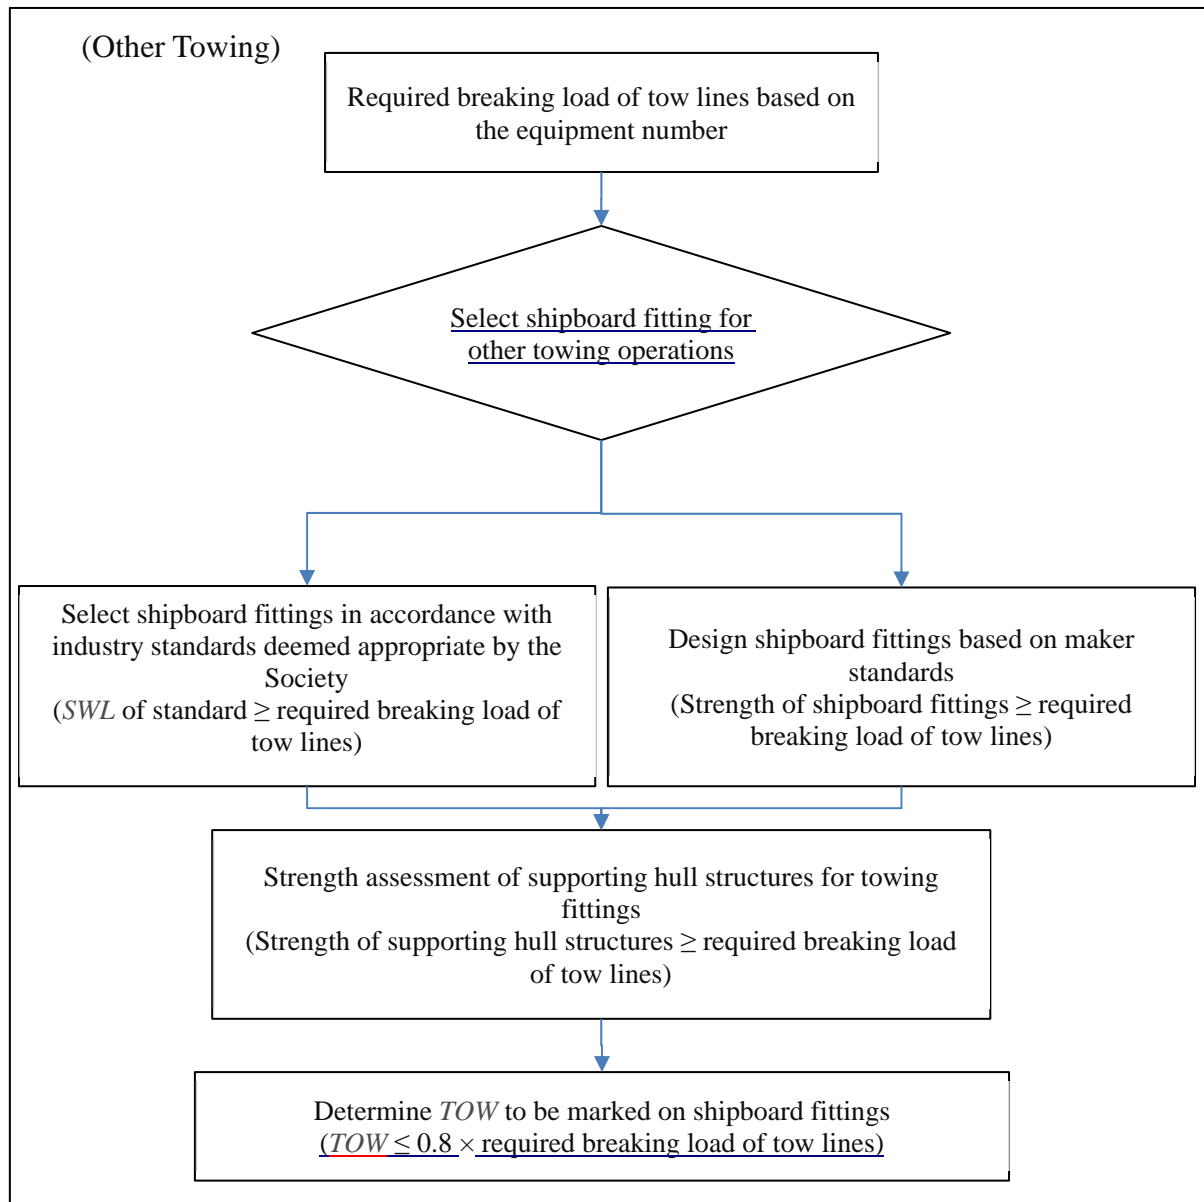 (Other Towing)
Required breaking load of tow lines based on
the equipment number
Select shipboard fitting for
other towing operations
Select shipboard fittings in accordance with
industry standards deemed appropriate by the
Society
(SWL of standard ≥ required breaking load of
tow lines)
Design shipboard fittings based on maker
standards
(Strength of shipboard fittings ≥ required
breaking load of tow lines)
Strength assessment of supporting hull structures for towing
fittings
(Strength of supporting hull structures ≥ required breaking load
of tow lines)
Determine TOW to be marked on shipboard fittings
(TOW ≤ 0.8 × required breaking load of tow lines)